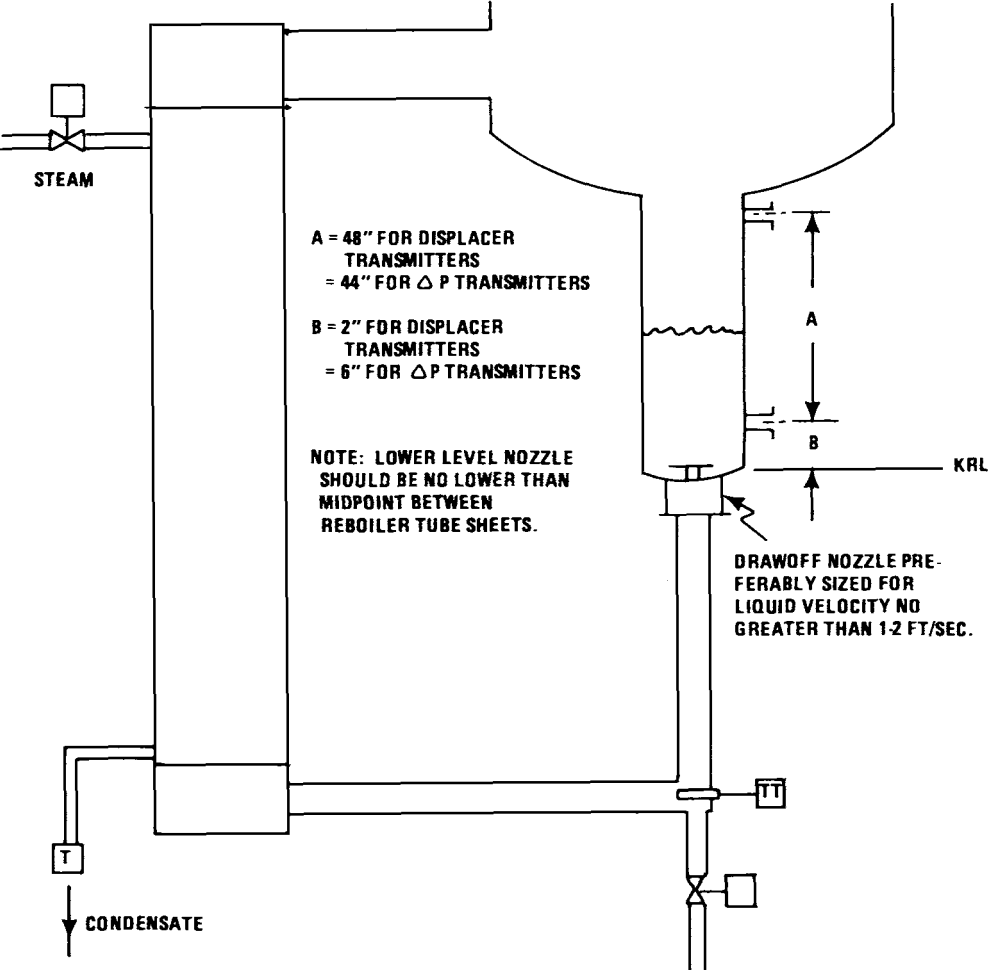 STEAM
A = 48" FOR DISPLACER
TRANSMITTERS
= 44" FOR △ P TRANSMITTERS
B = 2" FOR DISPLACER
TRANSMITTERS
= 6" FOR △P TRANSMITTERS
NOTE: LOWER LEVEL NOZZLE
SHOULD BE NO LOWER THAN
MIDPOINT BETWEEN
REBOILER TUBE SHEETS.
A
B
KRL
DRAWOFF NOZZLE PRE-
FERABLY SIZED FOR
LIQUID VELOCITY NO
GREATER THAN 1-2 FT/SEC.
TT
T
CONDENSATE